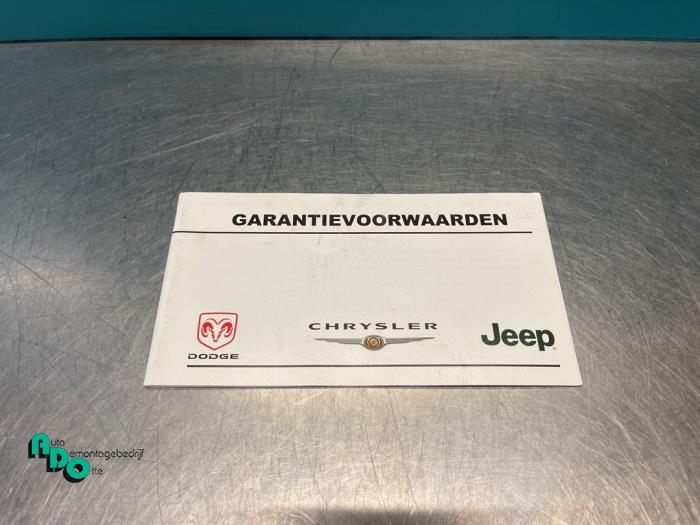 GARANTIEVOORWAARDEN
DODGE
CHRYSLER
Jeep
Auto
Demontagebedrijf
Otte